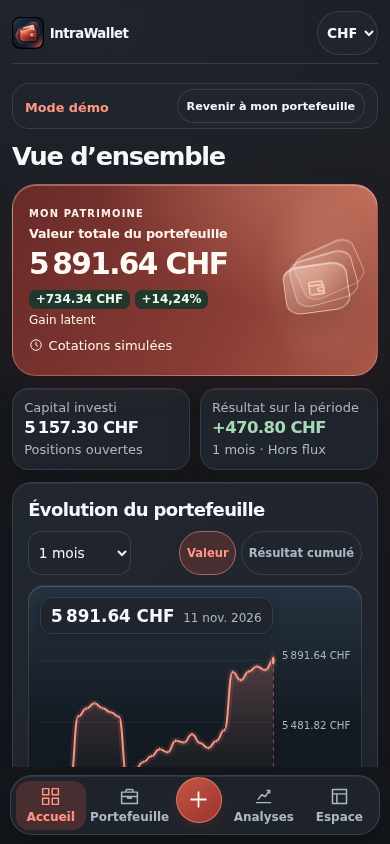 IntraWallet
CHF
Mode démo
Revenir à mon portefeuille
Vue d’ensemble
MON PATRIMOINE
Valeur totale du portefeuille
5 891.64 CHF
+734.34 CHF +14,24%
Gain latent
Cotations simulées
Capital investi
5 157.30 CHF
Positions ouvertes
Résultat sur la période
+470.80 CHF
1 mois · Hors flux
Évolution du portefeuille
1 mois
Valeur
Résultat cumulé
5 891.64 CHF 11 nov. 2026
5 891.64 CHF
5 481.82 CHF
Accueil
Portefeuille
Analyses
Espace